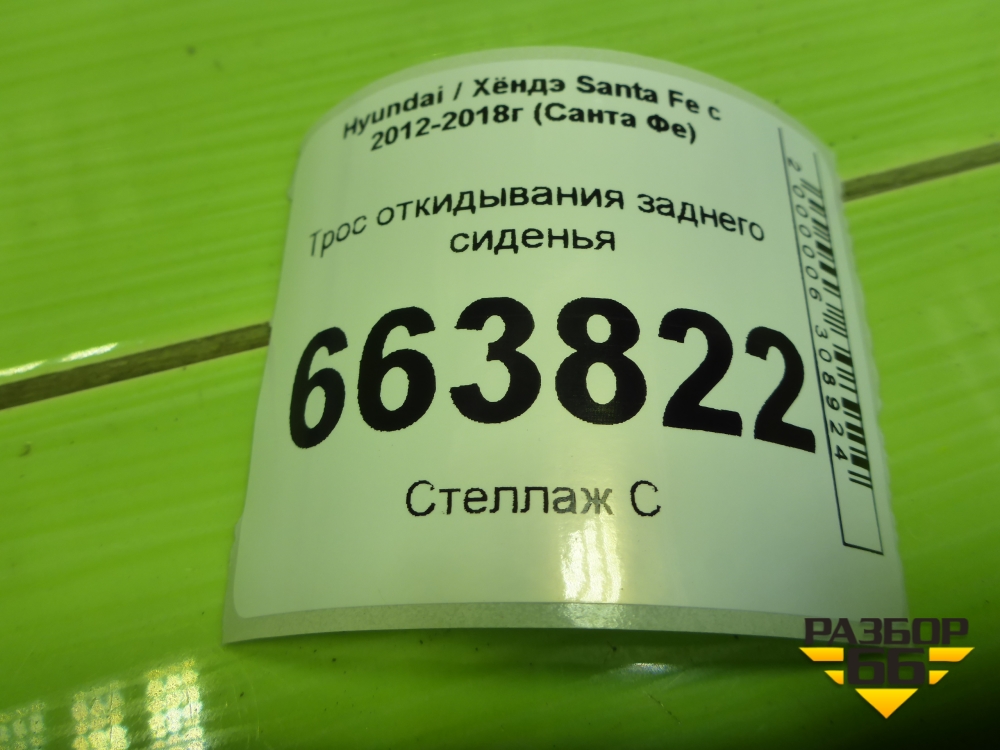 Hyundai / Хёндэ Santa Fe с
2012-2018г (Санта Фе)
Трос откидывания заднего
сиденья
663822
Стеллаж С
2000006308924
РАЗБОР
66